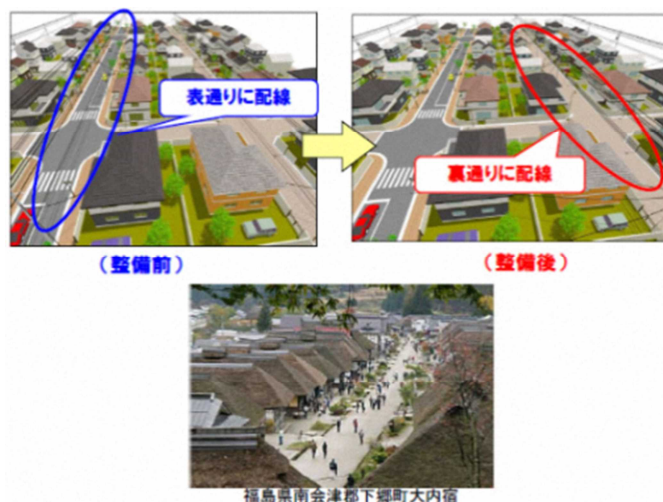 表通りに配線
裏通りに配線
（整備前）
（整備後）
福島県南会津郡下郷町大内宿